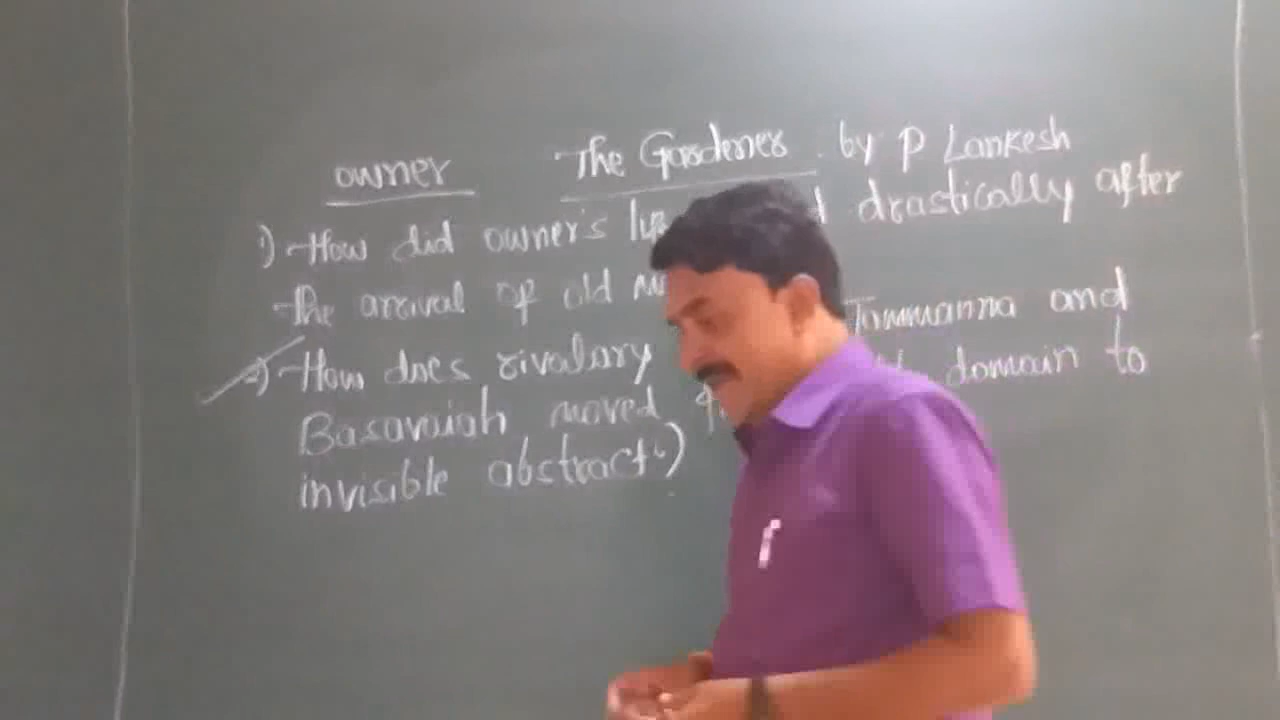 owner The Gardener by P Lankesh
1) How did owner's drastically after
the arrival of old
2) How does rivalary Tammanna and
Basavaiah moved domain to
invisible abstract